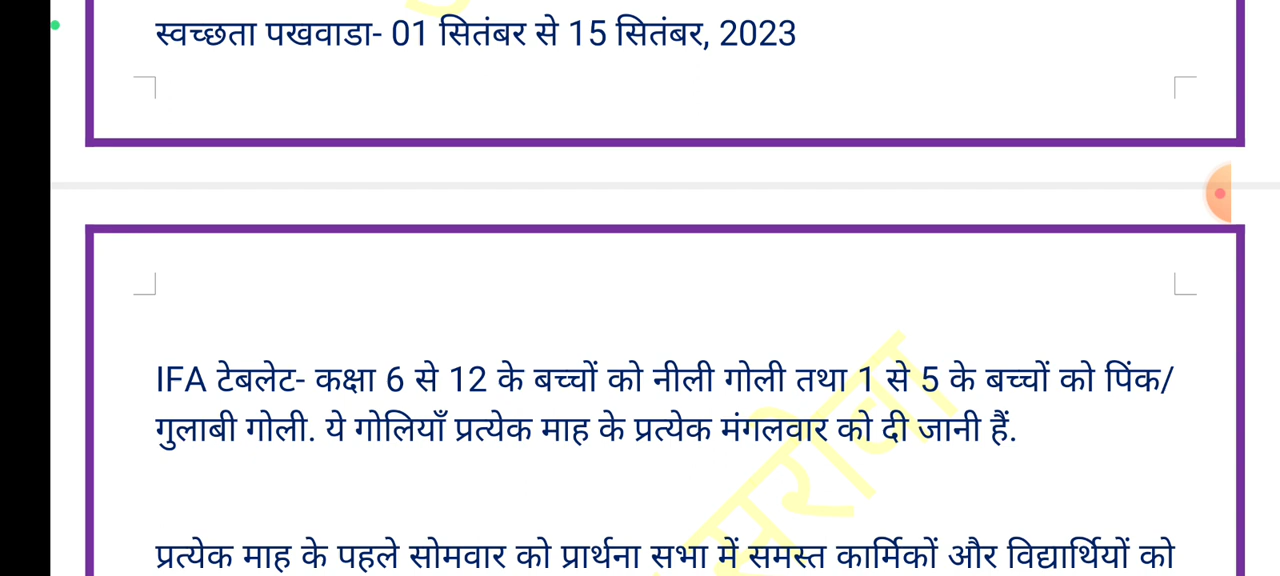 स्वच्छता पखवाडा- 01 सितंबर से 15 सितंबर, 2023
IFA टेबलेट- कक्षा 6 से 12 के बच्चों को नीली गोली तथा 1 से 5 के बच्चों को पिंक/
गुलाबी गोली. ये गोलियाँ प्रत्येक माह के प्रत्येक मंगलवार को दी जानी हैं.
प्रत्येक माह के पहले सोमवार को प्रार्थना सभा में समस्त कार्मिकों और विद्यार्थियों को